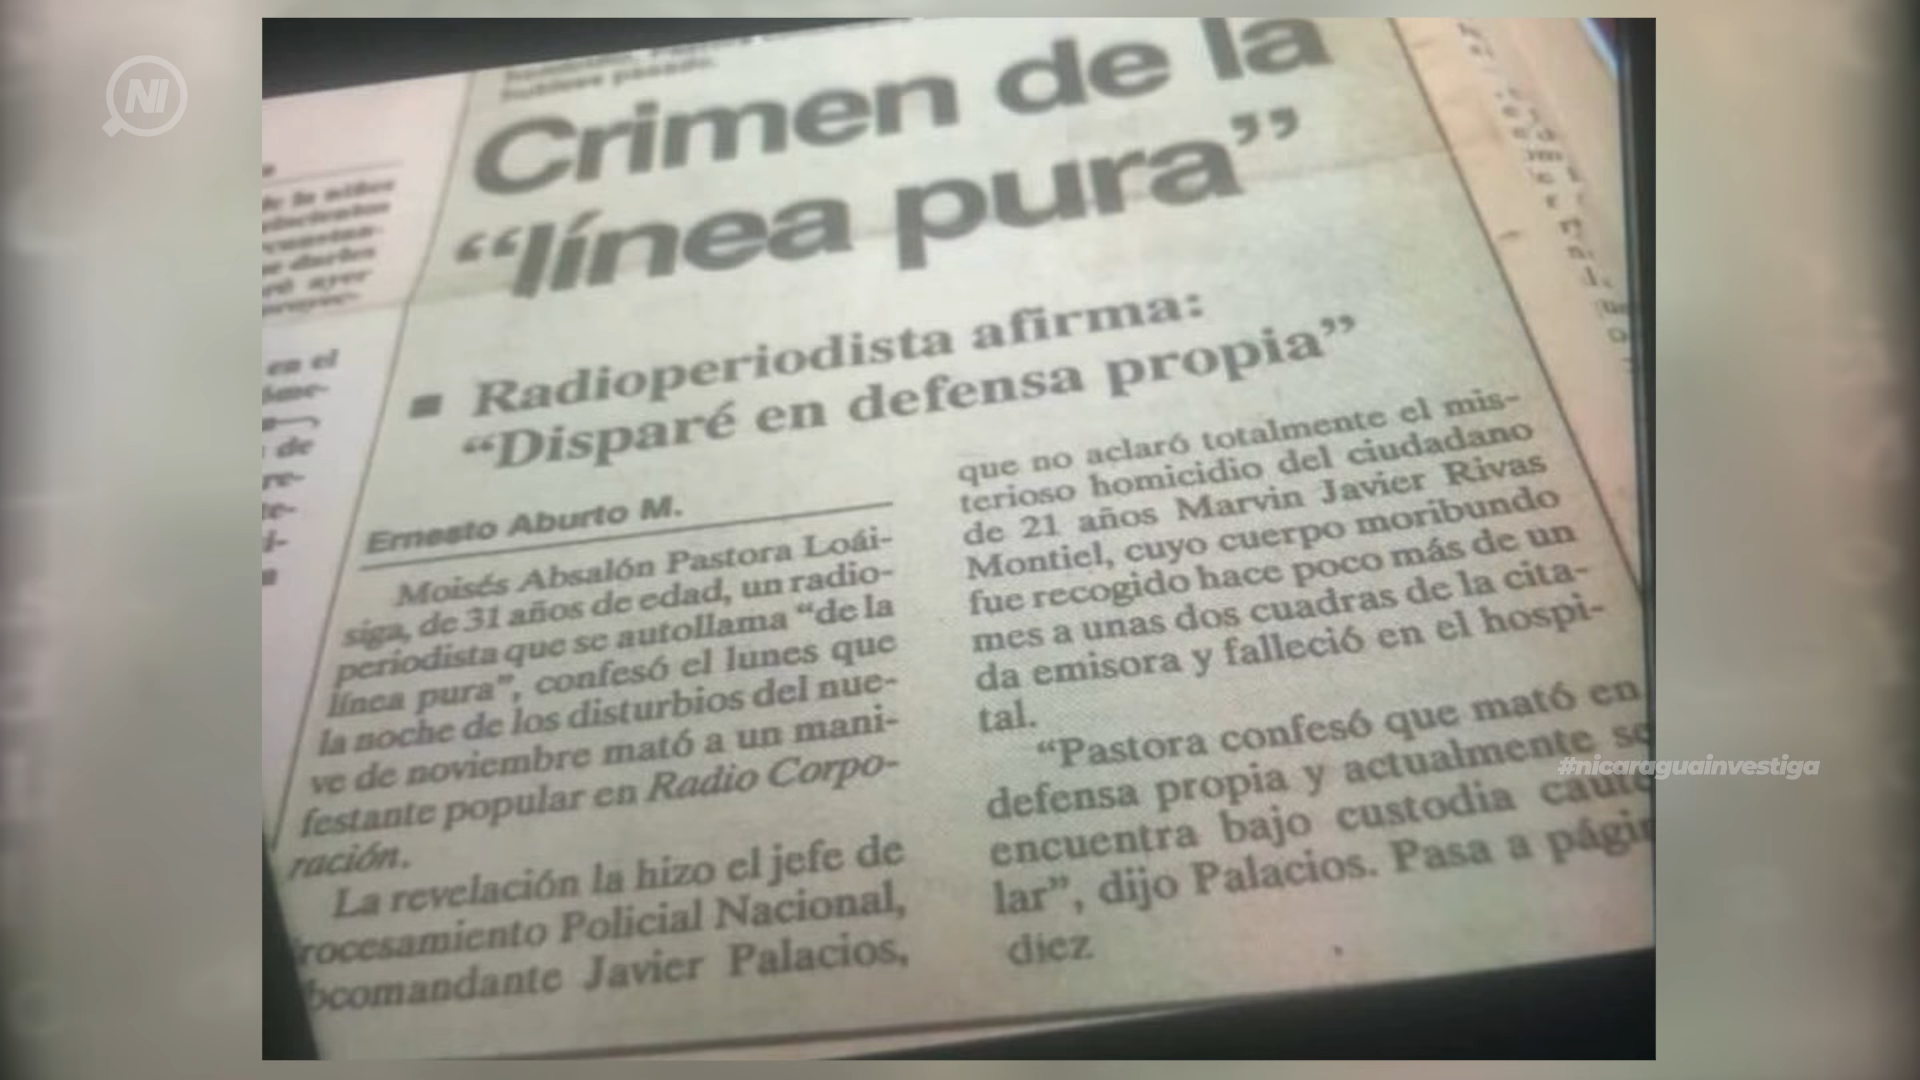 NI
Crimen de la
“línea pura”
Radioperiodista afirma:
“Disparé en defensa propia”
Ernesto Aburto M.
Moisés Absalón Pastora Loái-
siga, de 31 años de edad, un radio-
periodista que se autollama “de la
línea pura”, confesó el lunes que
la noche de los disturbios del nue-
ve de noviembre mató a un mani-
festante popular en Radio Corpo-
ración.
La revelación la hizo el jefe de
rocesamiento Policial Nacional,
bcomandante Javier Palacios,
que no aclaró totalmente el mis-
terioso homicidio del ciudadano
de 21 años Marvin Javier Rivas
Montiel, cuyo cuerpo moribundo
fue recogido hace poco más de un
mes a unas dos cuadras de la cita-
da emisora y falleció en el hospi-
tal.
“Pastora confesó que mató en
defensa propia y actualmente se
encuentra bajo custodia caute
lar”, dijo Palacios. Pasa a págin
diez
de la niñez
en el
de
#nicaraguainvestiga